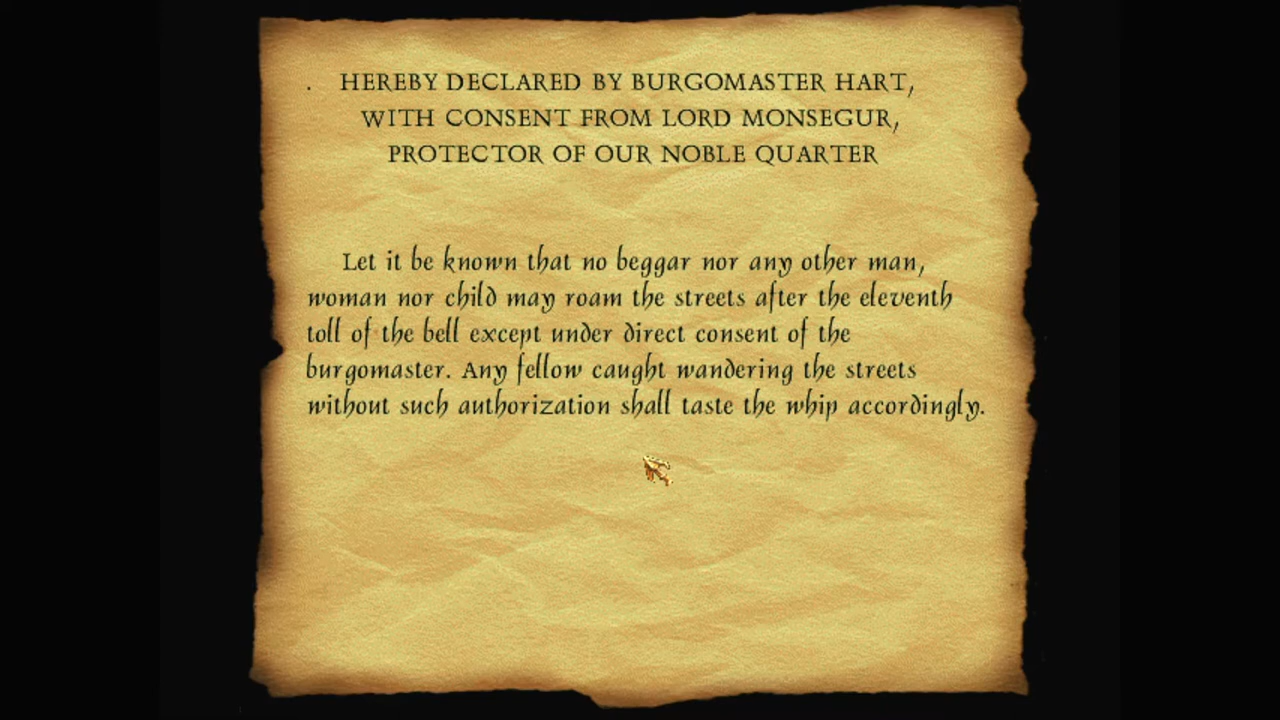 . HEREBY DECLARED BY BURGOMASTER HART,
WITH CONSENT FROM LORD MONSEGUR,
PROTECTOR OF OUR NOBLE QUARTER
Let it be known that no beggar nor any other man,
woman nor child may roam the streets after the eleventh
toll of the bell except under direct consent of the
burgomaster. Any fellow caught wandering the streets
without such authorization shall taste the whip accordingly.